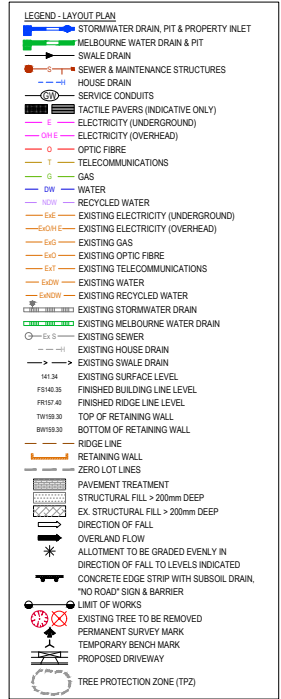 LEGEND - LAYOUT PLAN
STORMWATER DRAIN, PIT & PROPERTY INLET
MELBOURNE WATER DRAIN & PIT
SWALE DRAIN
S SEWER & MAINTENANCE STRUCTURES
H HOUSE DRAIN
GW SERVICE CONDUITS
TACTILE PAVERS (INDICATIVE ONLY)
E ELECTRICITY (UNDERGROUND)
O/H E ELECTRICITY (OVERHEAD)
O OPTIC FIBRE
T TELECOMMUNICATIONS
G GAS
DW WATER
NDW RECYCLED WATER
ExE EXISTING ELECTRICITY (UNDERGROUND)
ExO/H E EXISTING ELECTRICITY (OVERHEAD)
ExG EXISTING GAS
ExO EXISTING OPTIC FIBRE
ExT EXISTING TELECOMMUNICATIONS
ExDW EXISTING WATER
ExNDW EXISTING RECYCLED WATER
EXISTING STORMWATER DRAIN
EXISTING MELBOURNE WATER DRAIN
Ex S EXISTING SEWER
H EXISTING HOUSE DRAIN
EXISTING SWALE DRAIN
141.34 EXISTING SURFACE LEVEL
FS140.35 FINISHED BUILDING LINE LEVEL
FR157.40 FINISHED RIDGE LINE LEVEL
TW159.30 TOP OF RETAINING WALL
BW159.30 BOTTOM OF RETAINING WALL
RIDGE LINE
RETAINING WALL
ZERO LOT LINES
PAVEMENT TREATMENT
STRUCTURAL FILL > 200mm DEEP
EX. STRUCTURAL FILL > 200mm DEEP
DIRECTION OF FALL
OVERLAND FLOW
ALLOTMENT TO BE GRADED EVENLY IN
DIRECTION OF FALL TO LEVELS INDICATED
CONCRETE EDGE STRIP WITH SUBSOIL DRAIN,
"NO ROAD" SIGN & BARRIER
LIMIT OF WORKS
EXISTING TREE TO BE REMOVED
PERMANENT SURVEY MARK
TEMPORARY BENCH MARK
PROPOSED DRIVEWAY
TREE PROTECTION ZONE (TPZ)